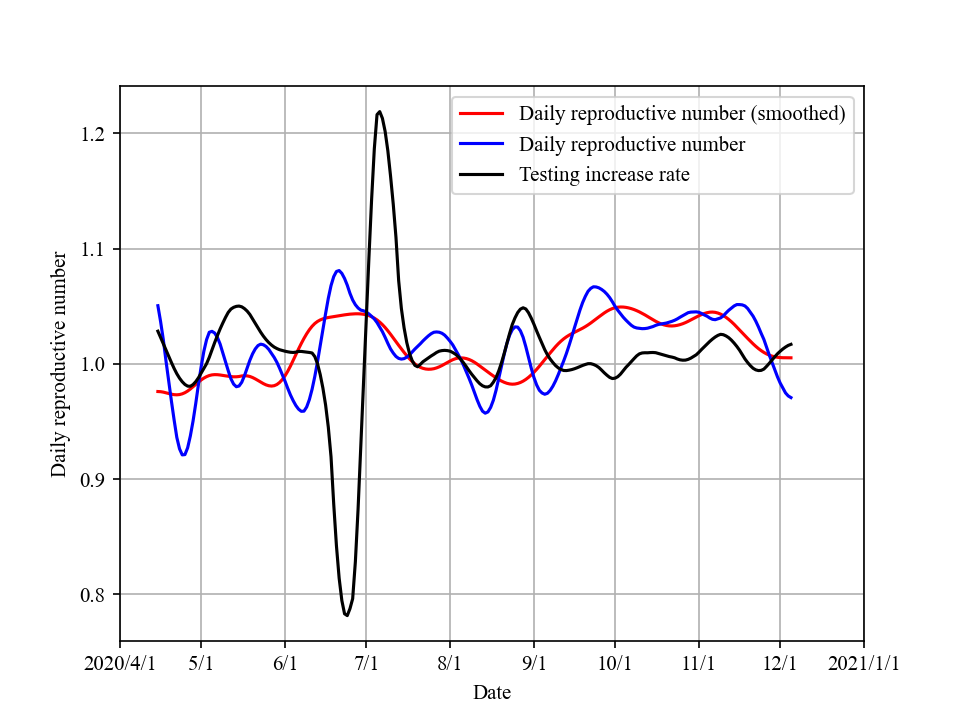 Daily reproductive number (smoothed)
Daily reproductive number
Testing increase rate
Daily reproductive number
1.2
1.1
1.0
0.9
0.8
2020/4/1 5/1 6/1 7/1 8/1 9/1 10/1 11/1 12/1 2021/1/1
Date